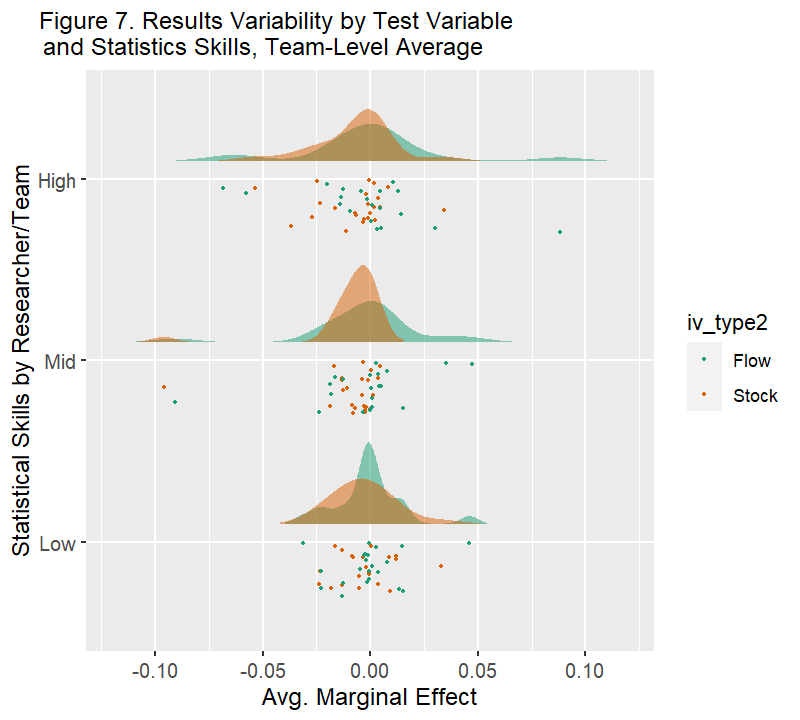 Figure 7. Results Variability by Test Variable
and Statistics Skills, Team-Level Average
Statistical Skills by Researcher/Team
High
Mid
Low
-0.10 -0.05 0.00 0.05 0.10
Avg. Marginal Effect
iv_type2
Flow
Stock